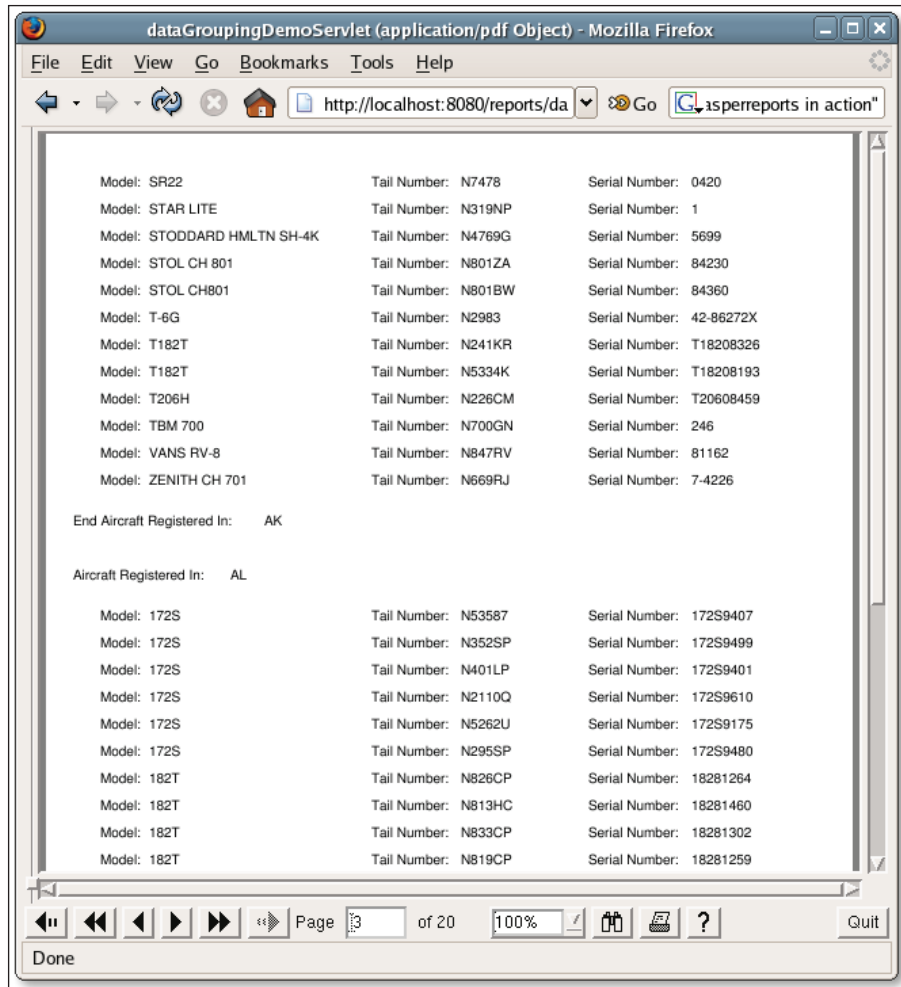 dataGroupingDemoServlet (application/pdf Object) - Mozilla Firefox
File Edit View Go Bookmarks Tools Help
http://localhost:8080/reports/da Go G asperreports in action"
Model: SR22 Tail Number: N7478 Serial Number: 0420
Model: STAR LITE Tail Number: N319NP Serial Number: 1
Model: STODDARD HMLTN SH-4K Tail Number: N4769G Serial Number: 5699
Model: STOL CH 801 Tail Number: N801ZA Serial Number: 84230
Model: STOL CH801 Tail Number: N801BW Serial Number: 84360
Model: T-6G Tail Number: N2983 Serial Number: 42-86272X
Model: T182T Tail Number: N241KR Serial Number: T18208326
Model: T182T Tail Number: N5334K Serial Number: T18208193
Model: T206H Tail Number: N226CM Serial Number: T20608459
Model: TBM 700 Tail Number: N700GN Serial Number: 246
Model: VANS RV-8 Tail Number: N847RV Serial Number: 81162
Model: ZENITH CH 701 Tail Number: N669RJ Serial Number: 7-4226
End Aircraft Registered In: AK
Aircraft Registered In: AL
Model: 172S Tail Number: N53587 Serial Number: 172S9407
Model: 172S Tail Number: N352SP Serial Number: 172S9499
Model: 172S Tail Number: N401LP Serial Number: 172S9401
Model: 172S Tail Number: N2110Q Serial Number: 172S9610
Model: 172S Tail Number: N5262U Serial Number: 172S9175
Model: 172S Tail Number: N295SP Serial Number: 172S9480
Model: 182T Tail Number: N826CP Serial Number: 18281264
Model: 182T Tail Number: N813HC Serial Number: 18281460
Model: 182T Tail Number: N833CP Serial Number: 18281302
Model: 182T Tail Number: N819CP Serial Number: 18281259
Page 3 of 20 100% ? Quit
Done